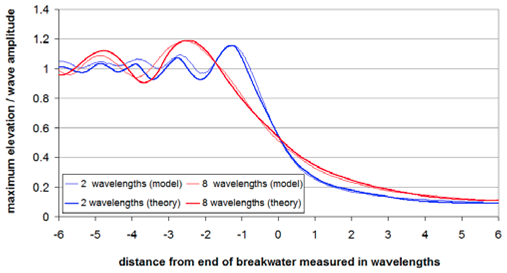 maximum elevation / wave amplitude
1.4
1.2
1
0.8
0.6
0.4
0.2
0
2 wavelengths (model) 8 wavelengths (model)
2 wavelengths (theory) 8 wavelengths (theory)
-6 -5 -4 -3 -2 -1 0 1 2 3 4 5 6
distance from end of breakwater measured in wavelengths